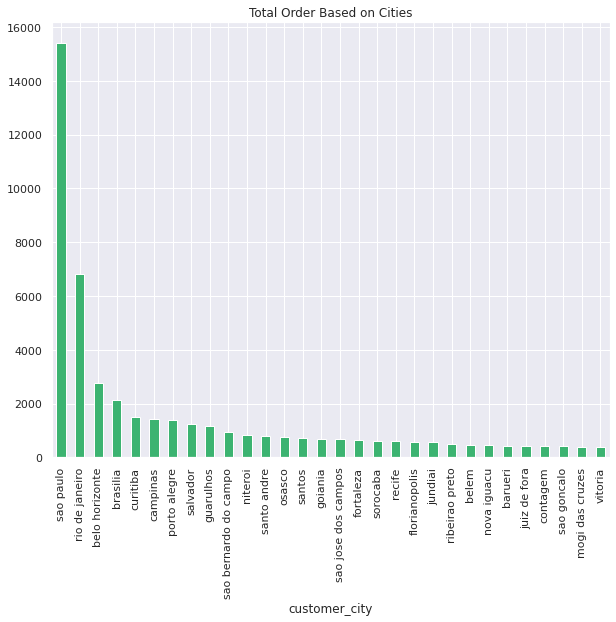 Total Order Based on Cities
16000
14000
12000
10000
8000
6000
4000
2000
0
sao paulo
rio de janeiro
belo horizonte
brasilia
curitiba
campinas
porto alegre
salvador
guarulhos
sao bernardo do campo
niteroi
santo andre
osasco
santos
goiania
sao jose dos campos
fortaleza
sorocaba
recife
florianopolis
jundiai
ribeirao preto
belem
nova iguacu
barueri
juiz de fora
contagem
sao goncalo
mogi das cruzes
vitoria
customer_city